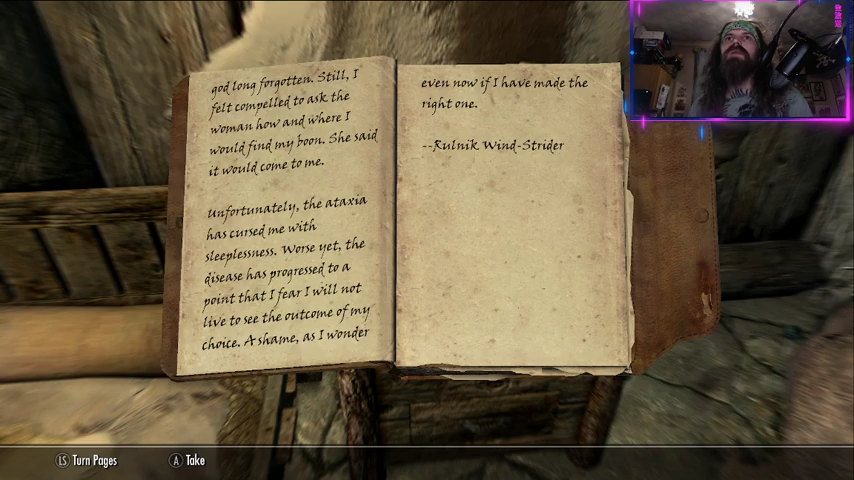 god long forgotten. Still, I
felt compelled to ask the
woman how and where I
would find my boon. She said
it would come to me.
Unfortunately, the ataxia
has cursed me with
sleeplessness. Worse yet, the
disease has progressed to a
point that I fear I will not
live to see the outcome of my
choice. A shame, as I wonder
even now if I have made the
right one.
--Rulnik Wind-Strider
LS Turn Pages
A Take